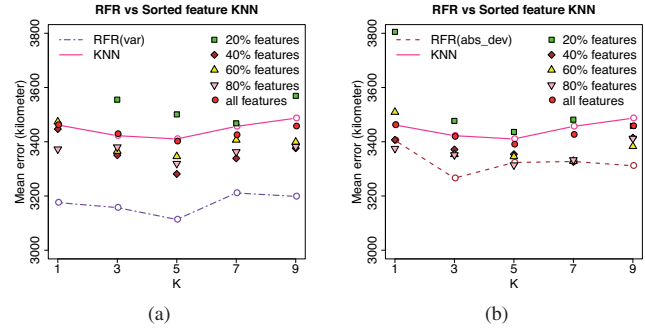 RFR vs Sorted feature KNN
RFR(var)
KNN
20% features
40% features
60% features
80% features
all features
Mean error (kilometer)
3800
3600
3400
3200
3000
1 3 5 7 9
K
(a)
RFR vs Sorted feature KNN
RFR(abs_dev)
KNN
20% features
40% features
60% features
80% features
all features
Mean error (kilometer)
3800
3600
3400
3200
3000
1 3 5 7 9
K
(b)